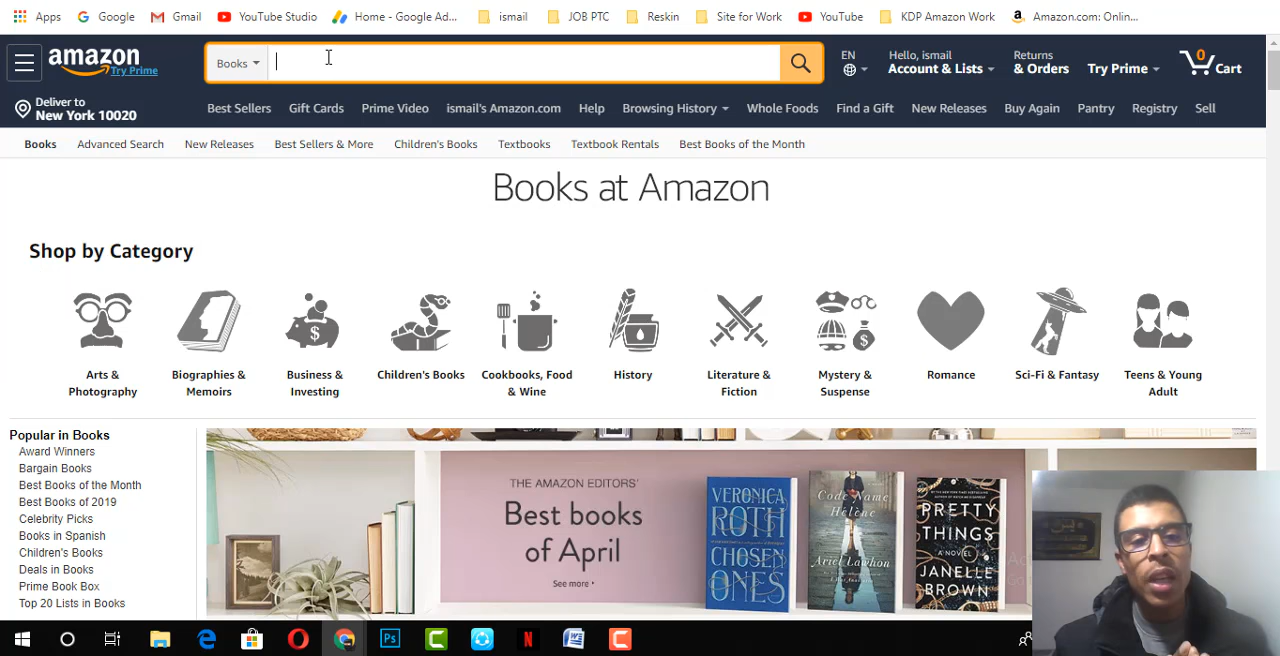 Apps Google Gmail YouTube Studio Home - Google Ad... ismail JOB PTC Reskin Site for Work YouTube KDP Amazon Work Amazon.com: Onlin...
amazon
Try Prime
Books
EN
Hello, ismail
Account & Lists
Returns
& Orders
Try Prime
0
Cart
Deliver to
New York 10020
Best Sellers Gift Cards Prime Video ismail's Amazon.com Help Browsing History Whole Foods Find a Gift New Releases Buy Again Pantry Registry Sell
Books Advanced Search New Releases Best Sellers & More Children's Books Textbooks Textbook Rentals Best Books of the Month
Books at Amazon
Shop by Category
Arts &
Photography
Biographies &
Memoirs
Business &
Investing
Children's Books
Cookbooks, Food
& Wine
History
Literature &
Fiction
Mystery &
Suspense
Romance
Sci-Fi & Fantasy
Teens & Young
Adult
Popular in Books
Award Winners
Bargain Books
Best Books of the Month
Best Books of 2019
Celebrity Picks
Books in Spanish
Children's Books
Deals in Books
Prime Book Box
Top 20 Lists in Books
THE AMAZON EDITORS'
Best books
of April
See more
VERONICA
ROTH
CHOSEN
ONES
Code Name
Hélène
Ariel Lawhon
PRETTY
THINGS
A NOVEL
JANELLE
BROWN
Ps